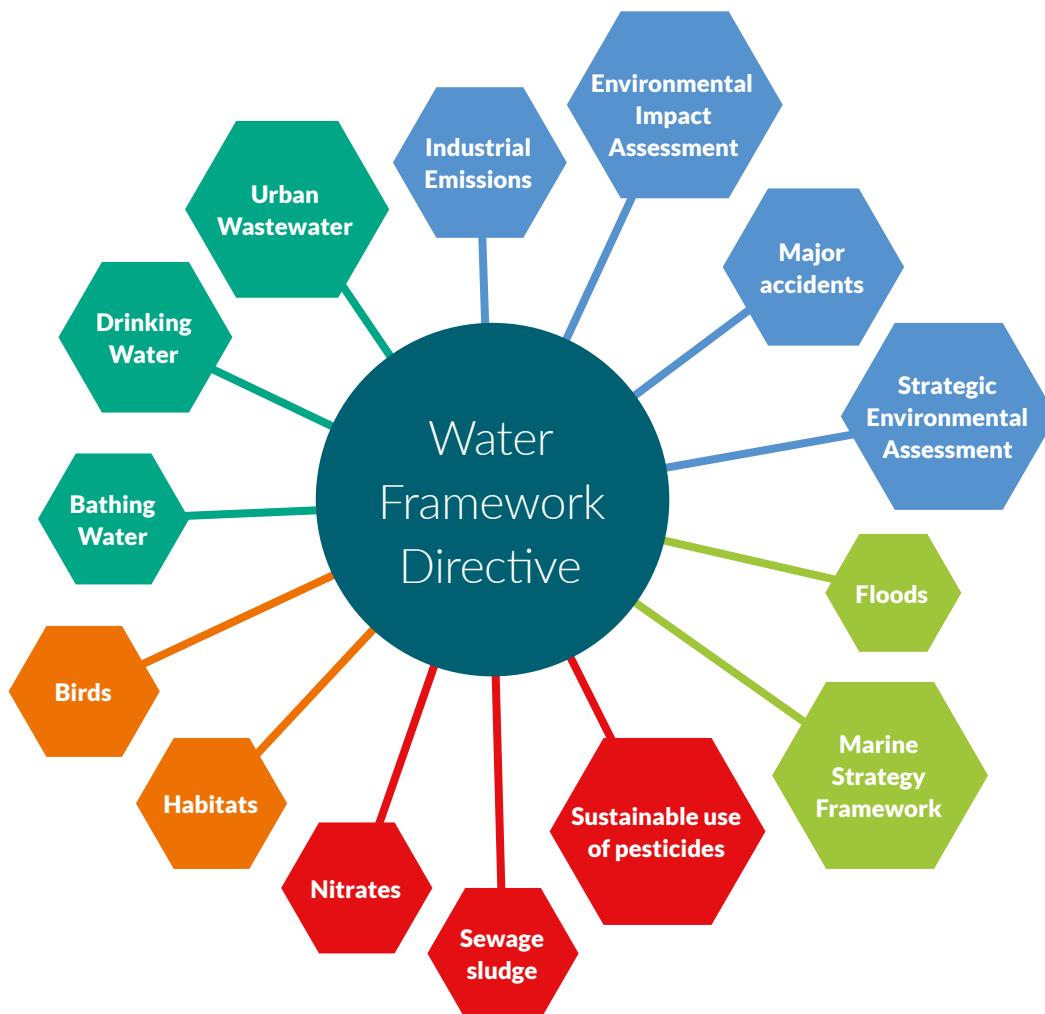 Environmental
Impact
Assessment
Industrial
Emissions
Urban
Wastewater
Major
accidents
Drinking
Water
Strategic
Environmental
Assessment
Water
Framework
Directive
Bathing
Water
Floods
Birds
Marine
Strategy
Framework
Habitats
Sustainable use
of pesticides
Nitrates
Sewage
sludge